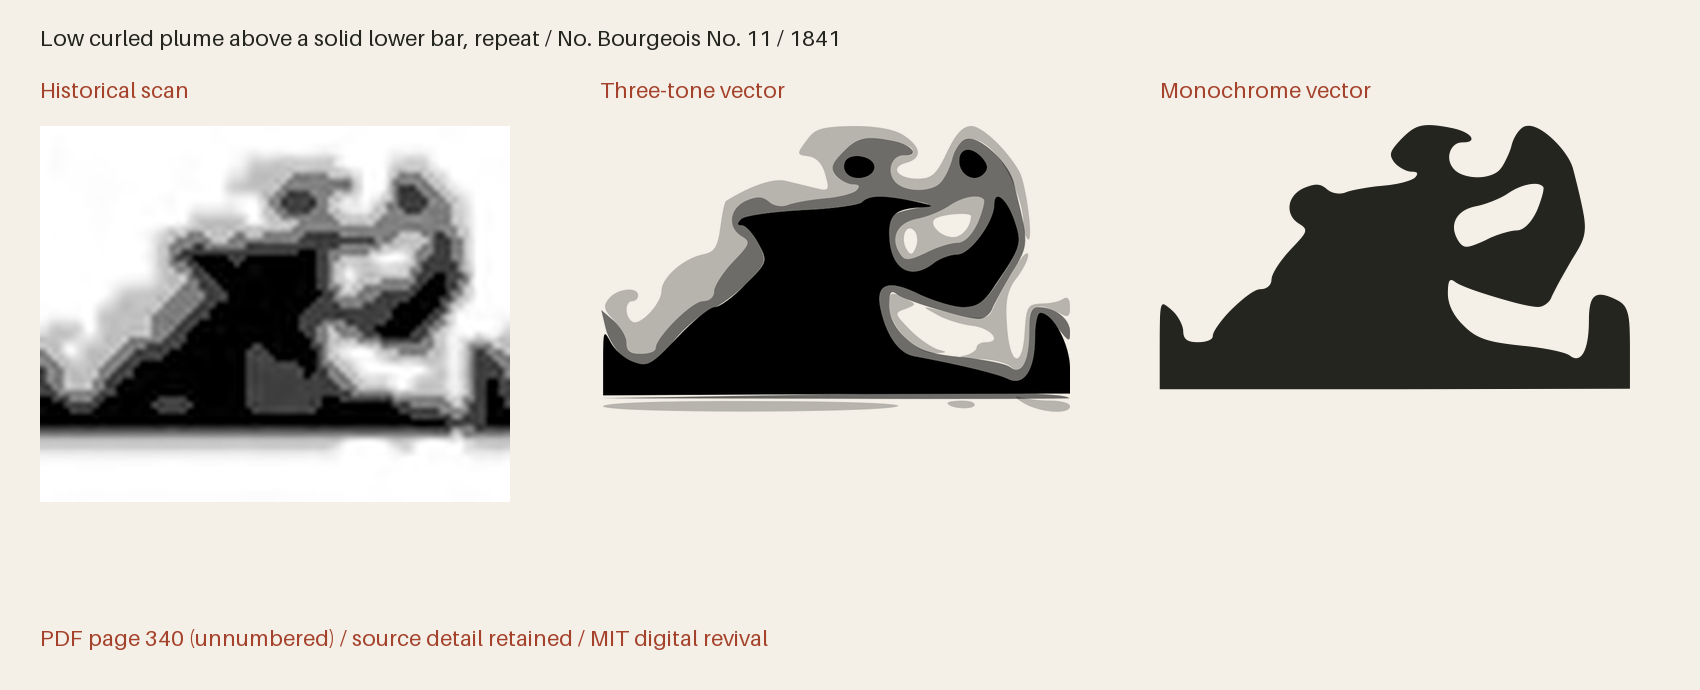 Low curled plume above a solid lower bar, repeat / No. Bourgeois No. 11 / 1841
Historical scan
Three-tone vector
Monochrome vector
PDF page 340 (unnumbered) / source detail retained / MIT digital revival